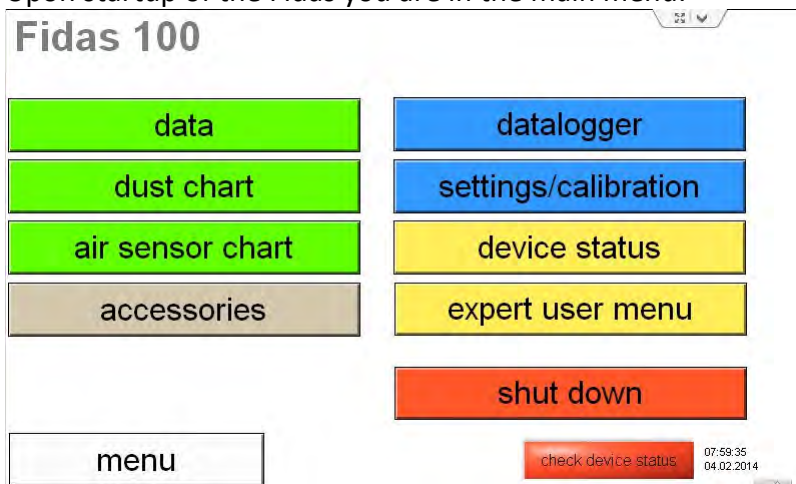 Upon startup of the Fidas you are in the main menu:
Fidas 100
data
datalogger
dust chart
settings/calibration
air sensor chart
device status
accessories
expert user menu
shut down
menu
check device status
07:59:35
04.02.2014